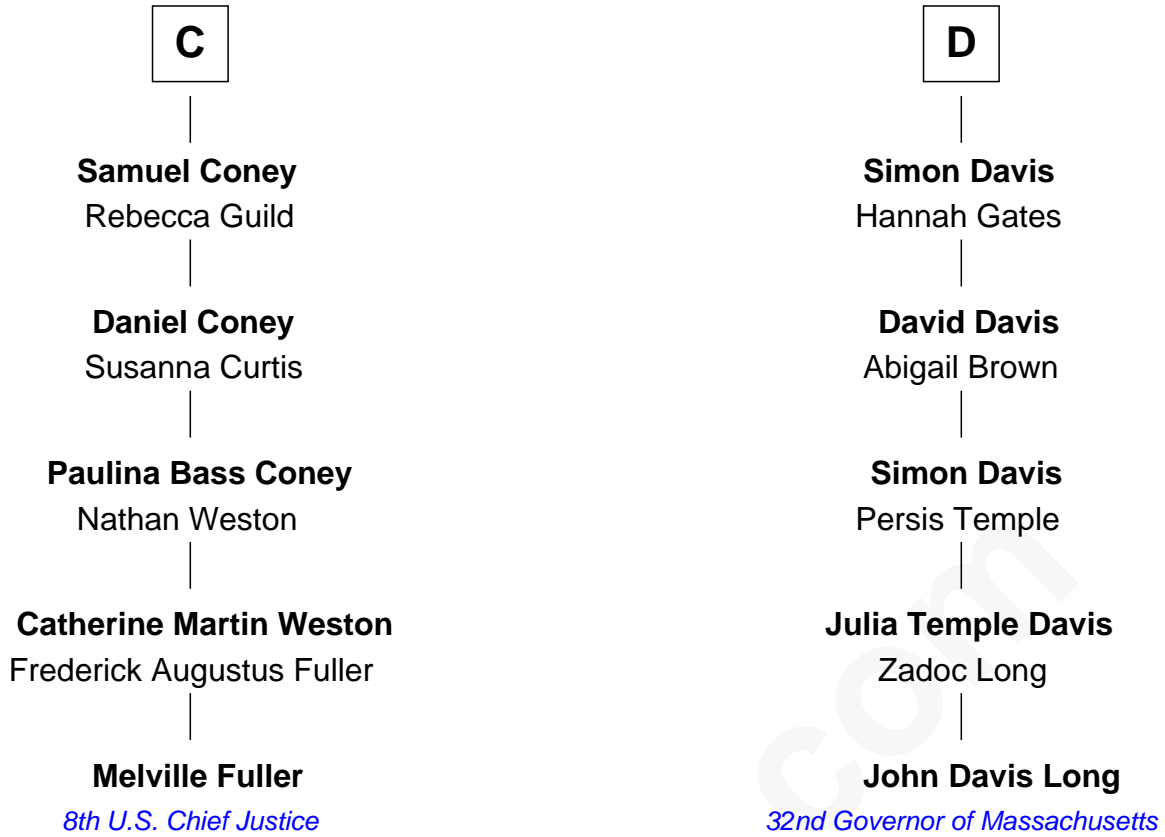 C
Samuel Coney
Rebecca Guild
Daniel Coney
Susanna Curtis
Paulina Bass Coney
Nathan Weston
Catherine Martin Weston
Frederick Augustus Fuller
Melville Fuller
8th U.S. Chief Justice
D
Simon Davis
Hannah Gates
David Davis
Abigail Brown
Simon Davis
Persis Temple
Julia Temple Davis
Zadoc Long
John Davis Long
32nd Governor of Massachusetts
com